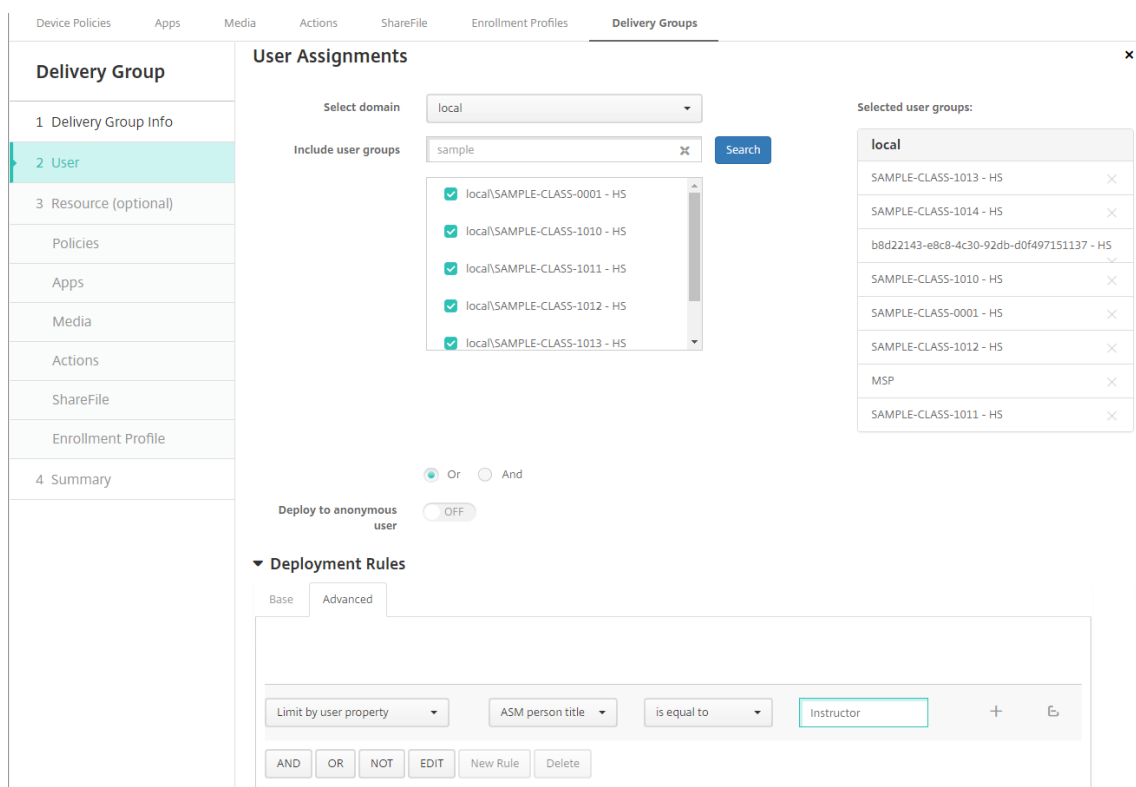 Device Policies Apps Media Actions ShareFile Enrollment Profiles Delivery Groups
Delivery Group
1 Delivery Group Info
2 User
3 Resource (optional)
Policies
Apps
Media
Actions
ShareFile
Enrollment Profile
4 Summary
User Assignments
Select domain local
Include user groups sample Search
local\SAMPLE-CLASS-0001 - HS
local\SAMPLE-CLASS-1010 - HS
local\SAMPLE-CLASS-1011 - HS
local\SAMPLE-CLASS-1012 - HS
local\SAMPLE-CLASS-1013 - HS
Selected user groups:
local
SAMPLE-CLASS-1013 - HS
SAMPLE-CLASS-1014 - HS
b8d22143-e8c8-4c30-92db-d0f497151137 - HS
SAMPLE-CLASS-1010 - HS
SAMPLE-CLASS-0001 - HS
SAMPLE-CLASS-1012 - HS
MSP
SAMPLE-CLASS-1011 - HS
Or And
Deploy to anonymous
user
OFF
Deployment Rules
Base Advanced
Limit by user property ASM person title is equal to Instructor
AND OR NOT EDIT New Rule Delete